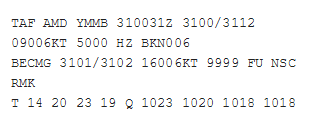 TAF AMD YMMB 310031Z 3100/3112
09006KT 5000 HZ BKN006
BECMG 3101/3102 16006KT 9999 FU NSC
RMK
T 14 20 23 19 Q 1023 1020 1018 1018